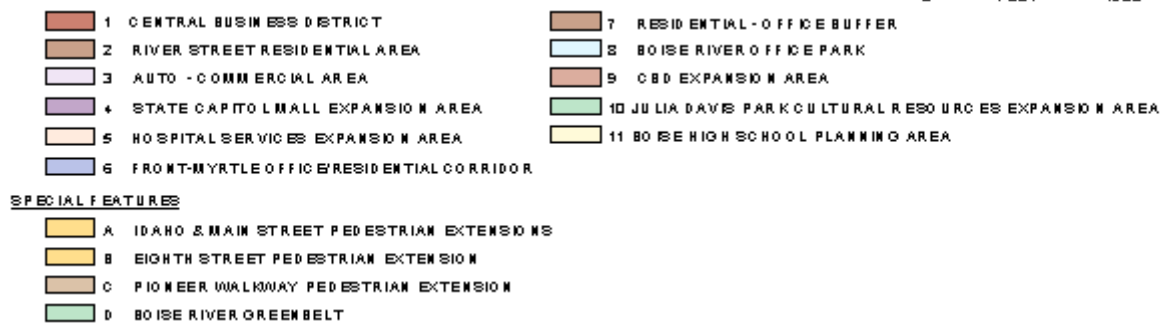 1 CENTRAL BUSINESS DISTRICT
2 RIVER STREET RESIDENTIAL AREA
3 AUTO - COMMERCIAL AREA
4 STATE CAPITOL MALL EXPANSION AREA
5 HOSPITAL SERVICES EXPANSION AREA
6 FRONT-MYRTLE OFFICE/RESIDENTIAL CORRIDOR
7 RESIDENTIAL - OFFICE BUFFER
8 BOISE RIVER OFFICE PARK
9 CBD EXPANSION AREA
10 JULIA DAVIS PARK CULTURAL RESOURCES EXPANSION AREA
11 BOISE HIGH SCHOOL PLANNING AREA
SPECIAL FEATURES
A IDAHO & MAIN STREET PEDESTRIAN EXTENSIONS
B EIGHTH STREET PEDESTRIAN EXTENSION
C PIONEER WALKWAY PEDESTRIAN EXTENSION
D BOISE RIVER GREENBELT